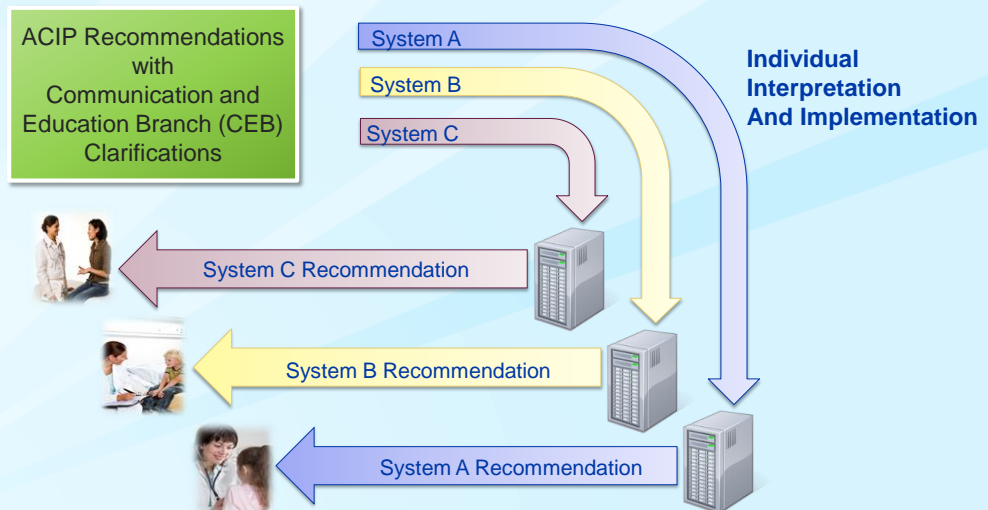 ACIP Recommendations
with
Communication and
Education Branch (CEB)
Clarifications
System A
System B
System C
Individual
Interpretation
And Implementation
System C Recommendation
System B Recommendation
System A Recommendation